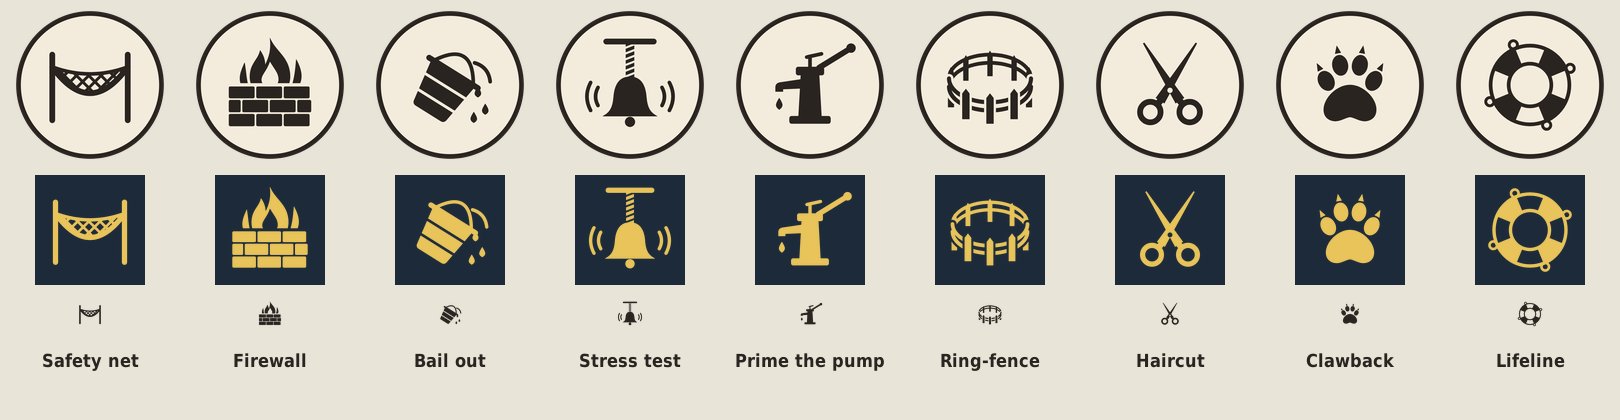 Safety net
Firewall
Bail out
Stress test
Prime the pump
Ring-fence
Haircut
Clawback
Lifeline